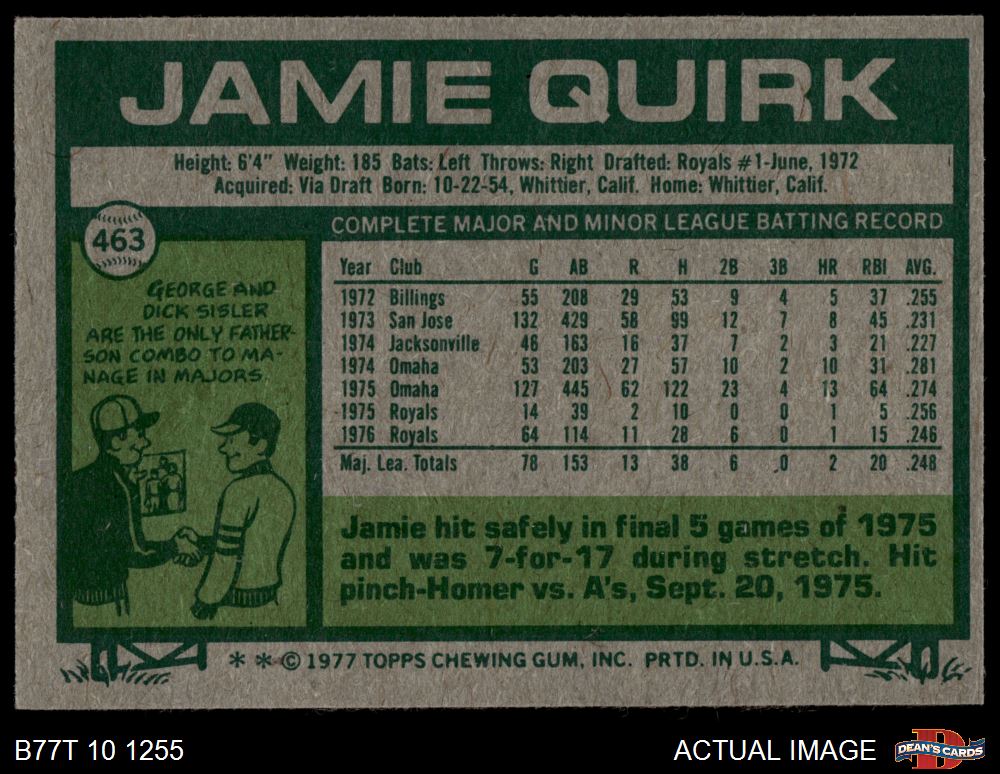 JAMIE QUIRK
Height: 6'4" Weight: 185 Bats: Left Throws: Right Drafted: Royals #1-June, 1972
Acquired: Via Draft Born: 10-22-54, Whittier, Calif. Home: Whittier, Calif.
463
GEORGE AND
DICK SISLER
ARE THE ONLY FATHER-
SON COMBO TO MA-
NAGE IN MAJORS
COMPLETE MAJOR AND MINOR LEAGUE BATTING RECORD
Year Club G AB R H 2B 3B HR RBI AVG.
1972 Billings 55 208 29 53 9 4 5 37 .255
1973 San Jose 132 429 58 99 12 7 8 45 .231
1974 Jacksonville 46 163 16 37 7 2 3 21 .227
1974 Omaha 53 203 27 57 10 2 10 31 .281
1975 Omaha 127 445 62 122 23 4 13 64 .274
1975 Royals 14 39 2 10 0 0 1 5 .256
1976 Royals 64 114 11 28 6 0 1 15 .246
Maj. Lea. Totals 78 153 13 38 6 0 2 20 .248
Jamie hit safely in final 5 games of 1975
and was 7-for-17 during stretch. Hit
pinch-Homer vs. A's, Sept. 20, 1975.
* * © 1977 TOPPS CHEWING GUM, INC. PRTD. IN U.S.A.
B77T 10 1255
ACTUAL IMAGE
D
DEAN'S CARDS